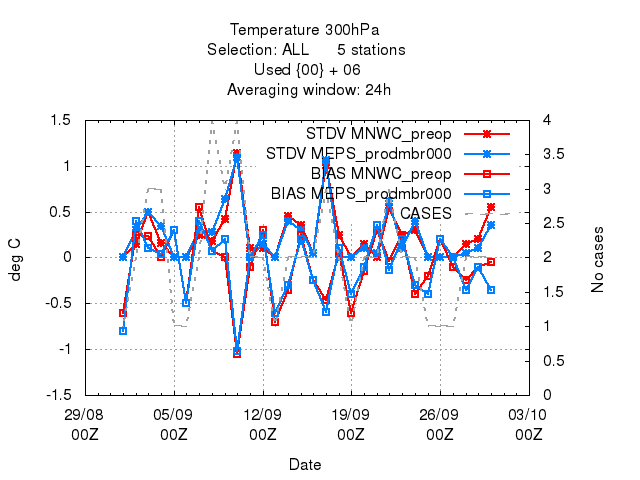 Temperature 300hPa
Selection: ALL 5 stations
Used {00} + 06
Averaging window: 24h
STDV MNWC_preop
STDV MEPS_prodmbr000
BIAS MNWC_preop
BIAS MEPS_prodmbr000
CASES
deg C
1.5
1
0.5
0
-0.5
-1
-1.5
No cases
4
3.5
3
2.5
2
1.5
1
0.5
0
29/08 05/09 12/09 19/09 26/09 03/10
00Z 00Z 00Z 00Z 00Z 00Z
Date